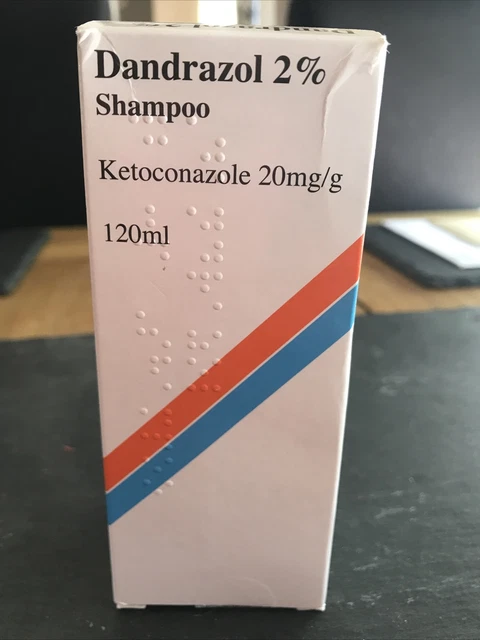 Dandrazol 2%
Shampoo
Ketoconazole 20mg/g
120ml